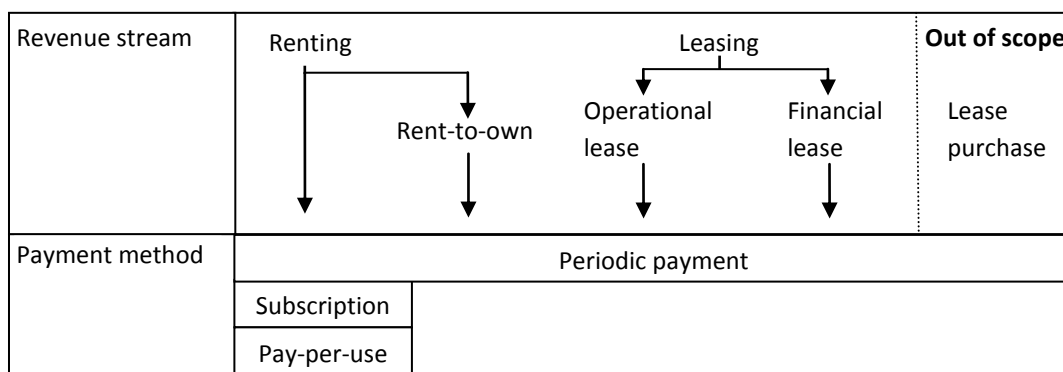 Revenue stream
Renting
Leasing
Out of scope
Rent-to-own
Operational
lease
Financial
lease
Lease
purchase
Payment method
Periodic payment
Subscription
Pay-per-use